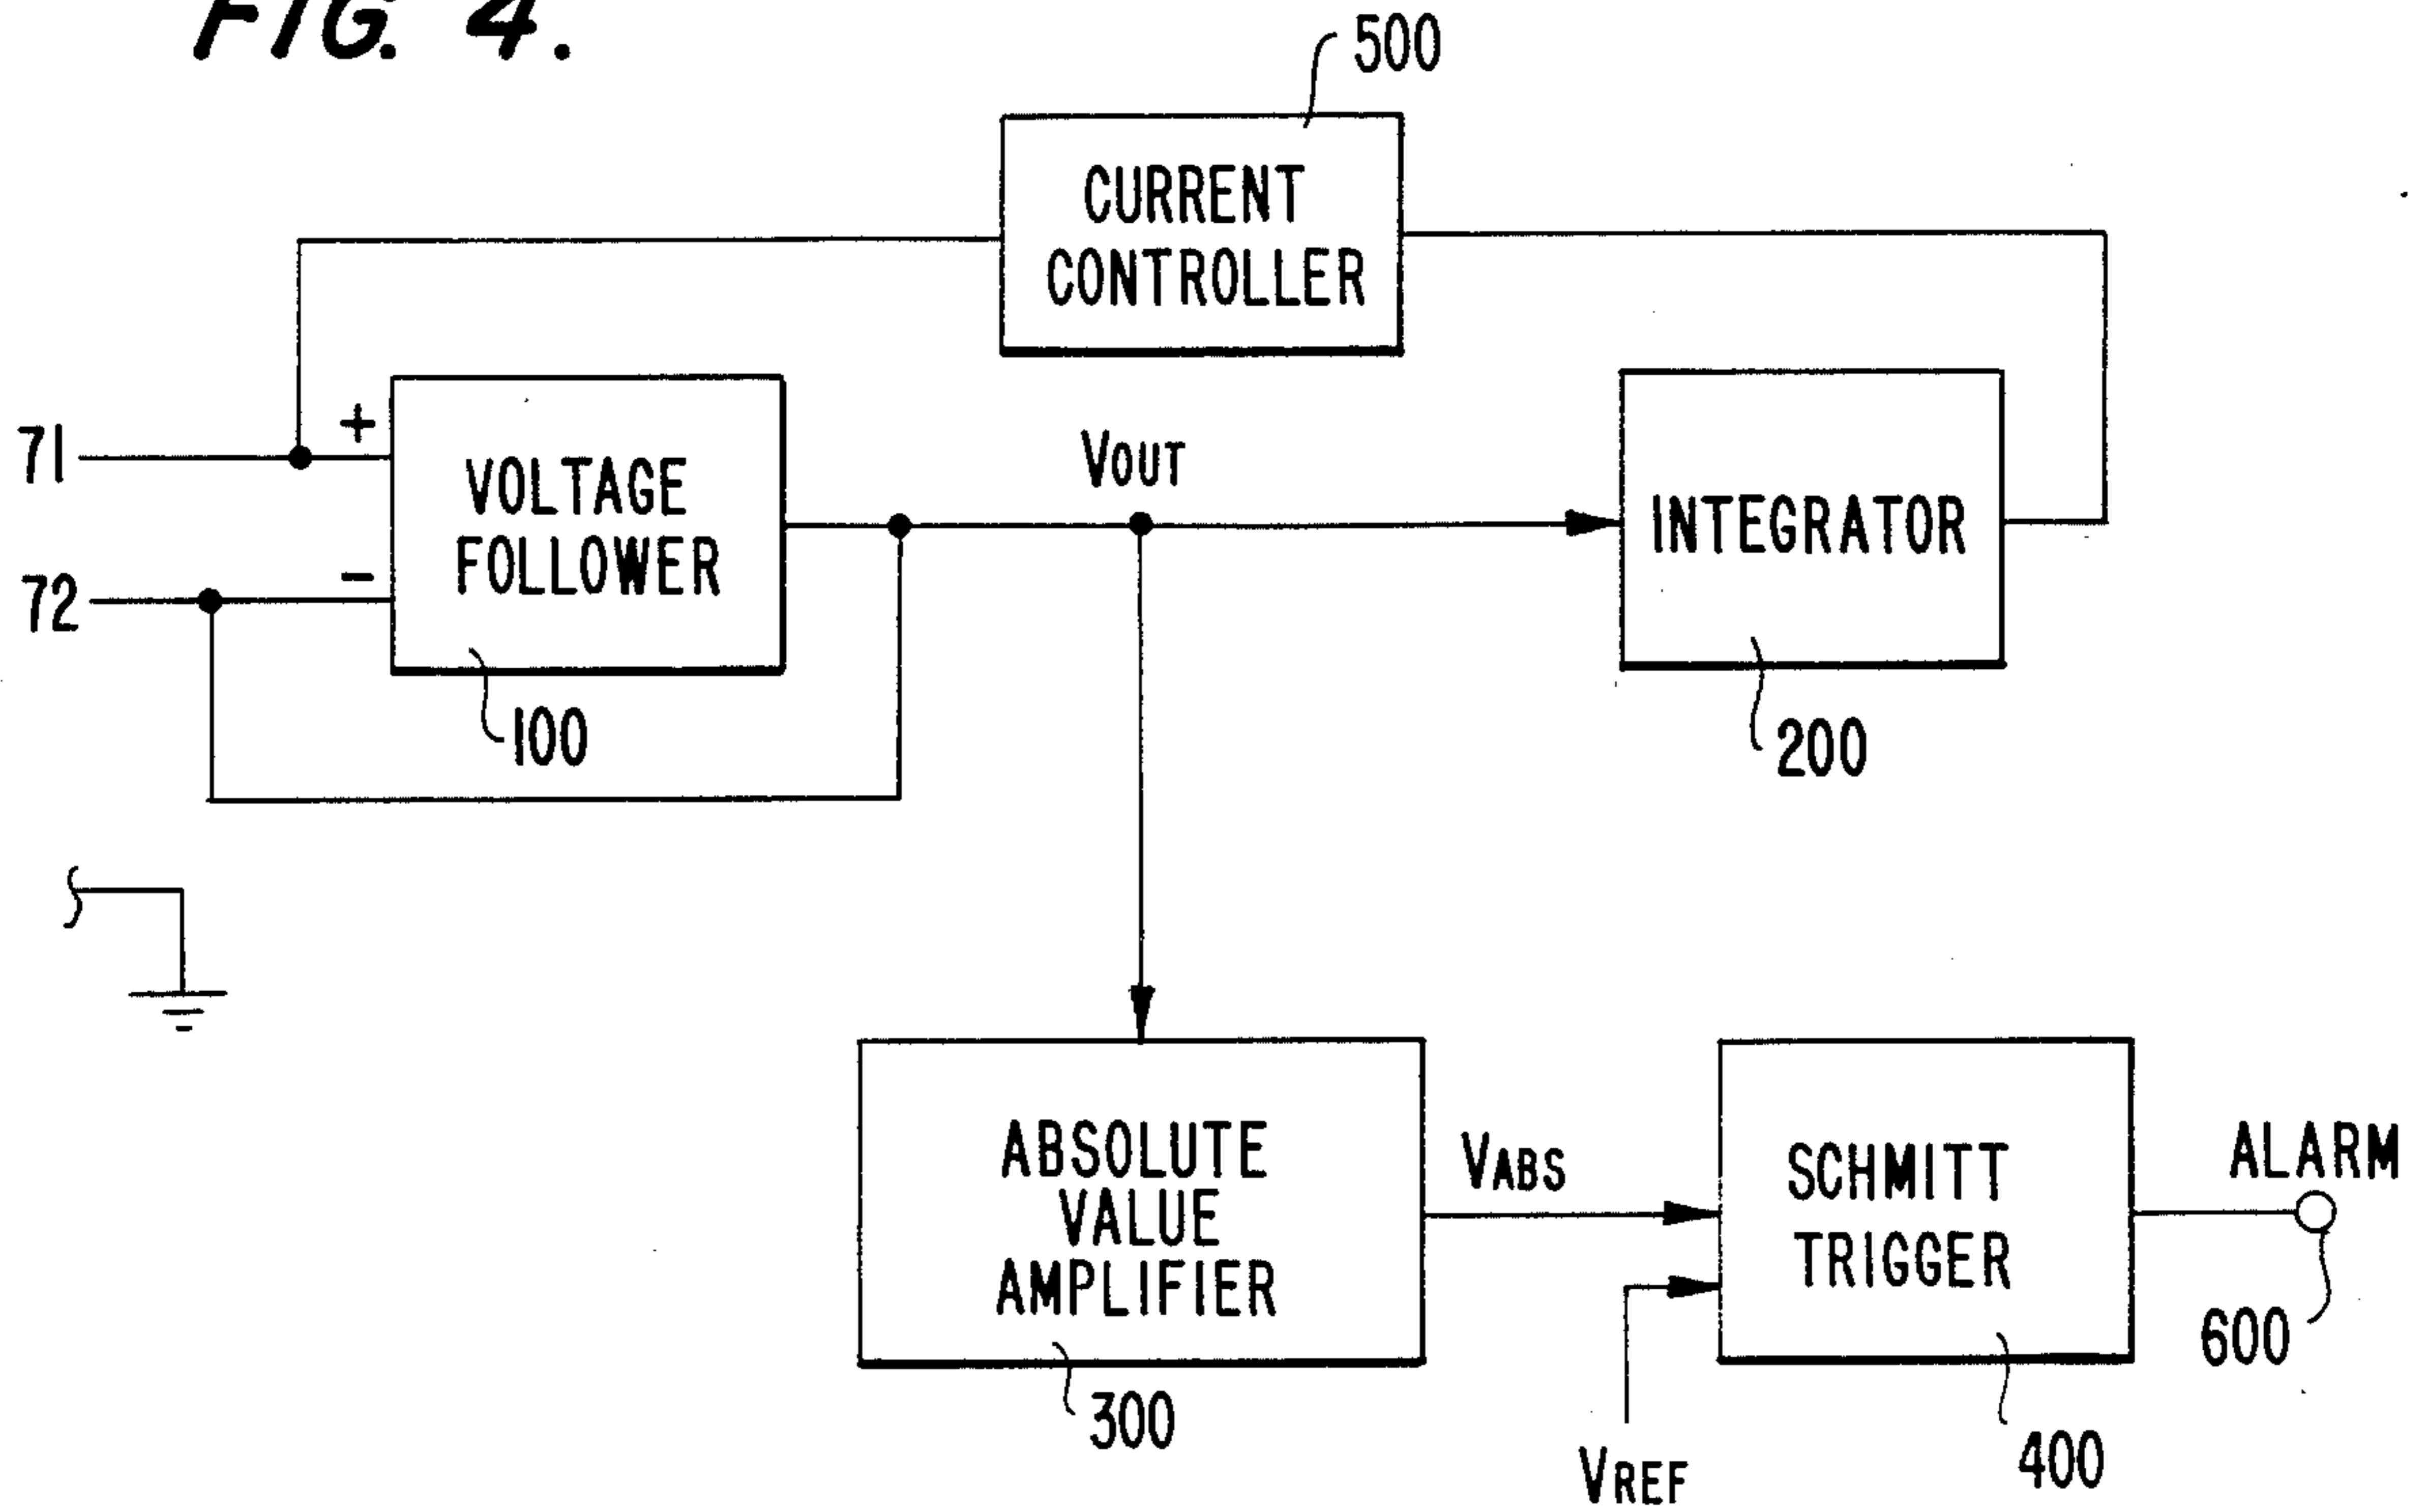 FIG. 4.
500
CURRENT
CONTROLLER
71
+
VOLTAGE
FOLLOWER
VOUT
INTEGRATOR
72
−
100
200
ABSOLUTE
VALUE
AMPLIFIER
VABS
SCHMITT
TRIGGER
ALARM
600
300
VREF
400